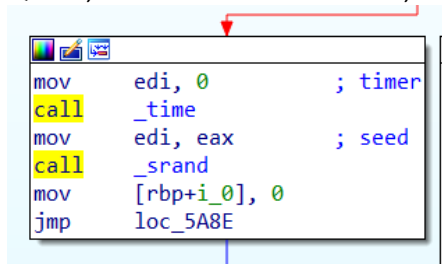 mov edi, 0 ; timer
call _time
mov edi, eax ; seed
call _srand
mov [rbp+i_0], 0
jmp loc_5A8E